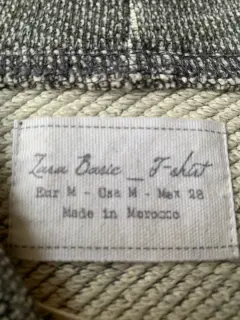 Zara Basic _ T-shirt
Eur M - Usa M - Mex 28
Made in Morocco